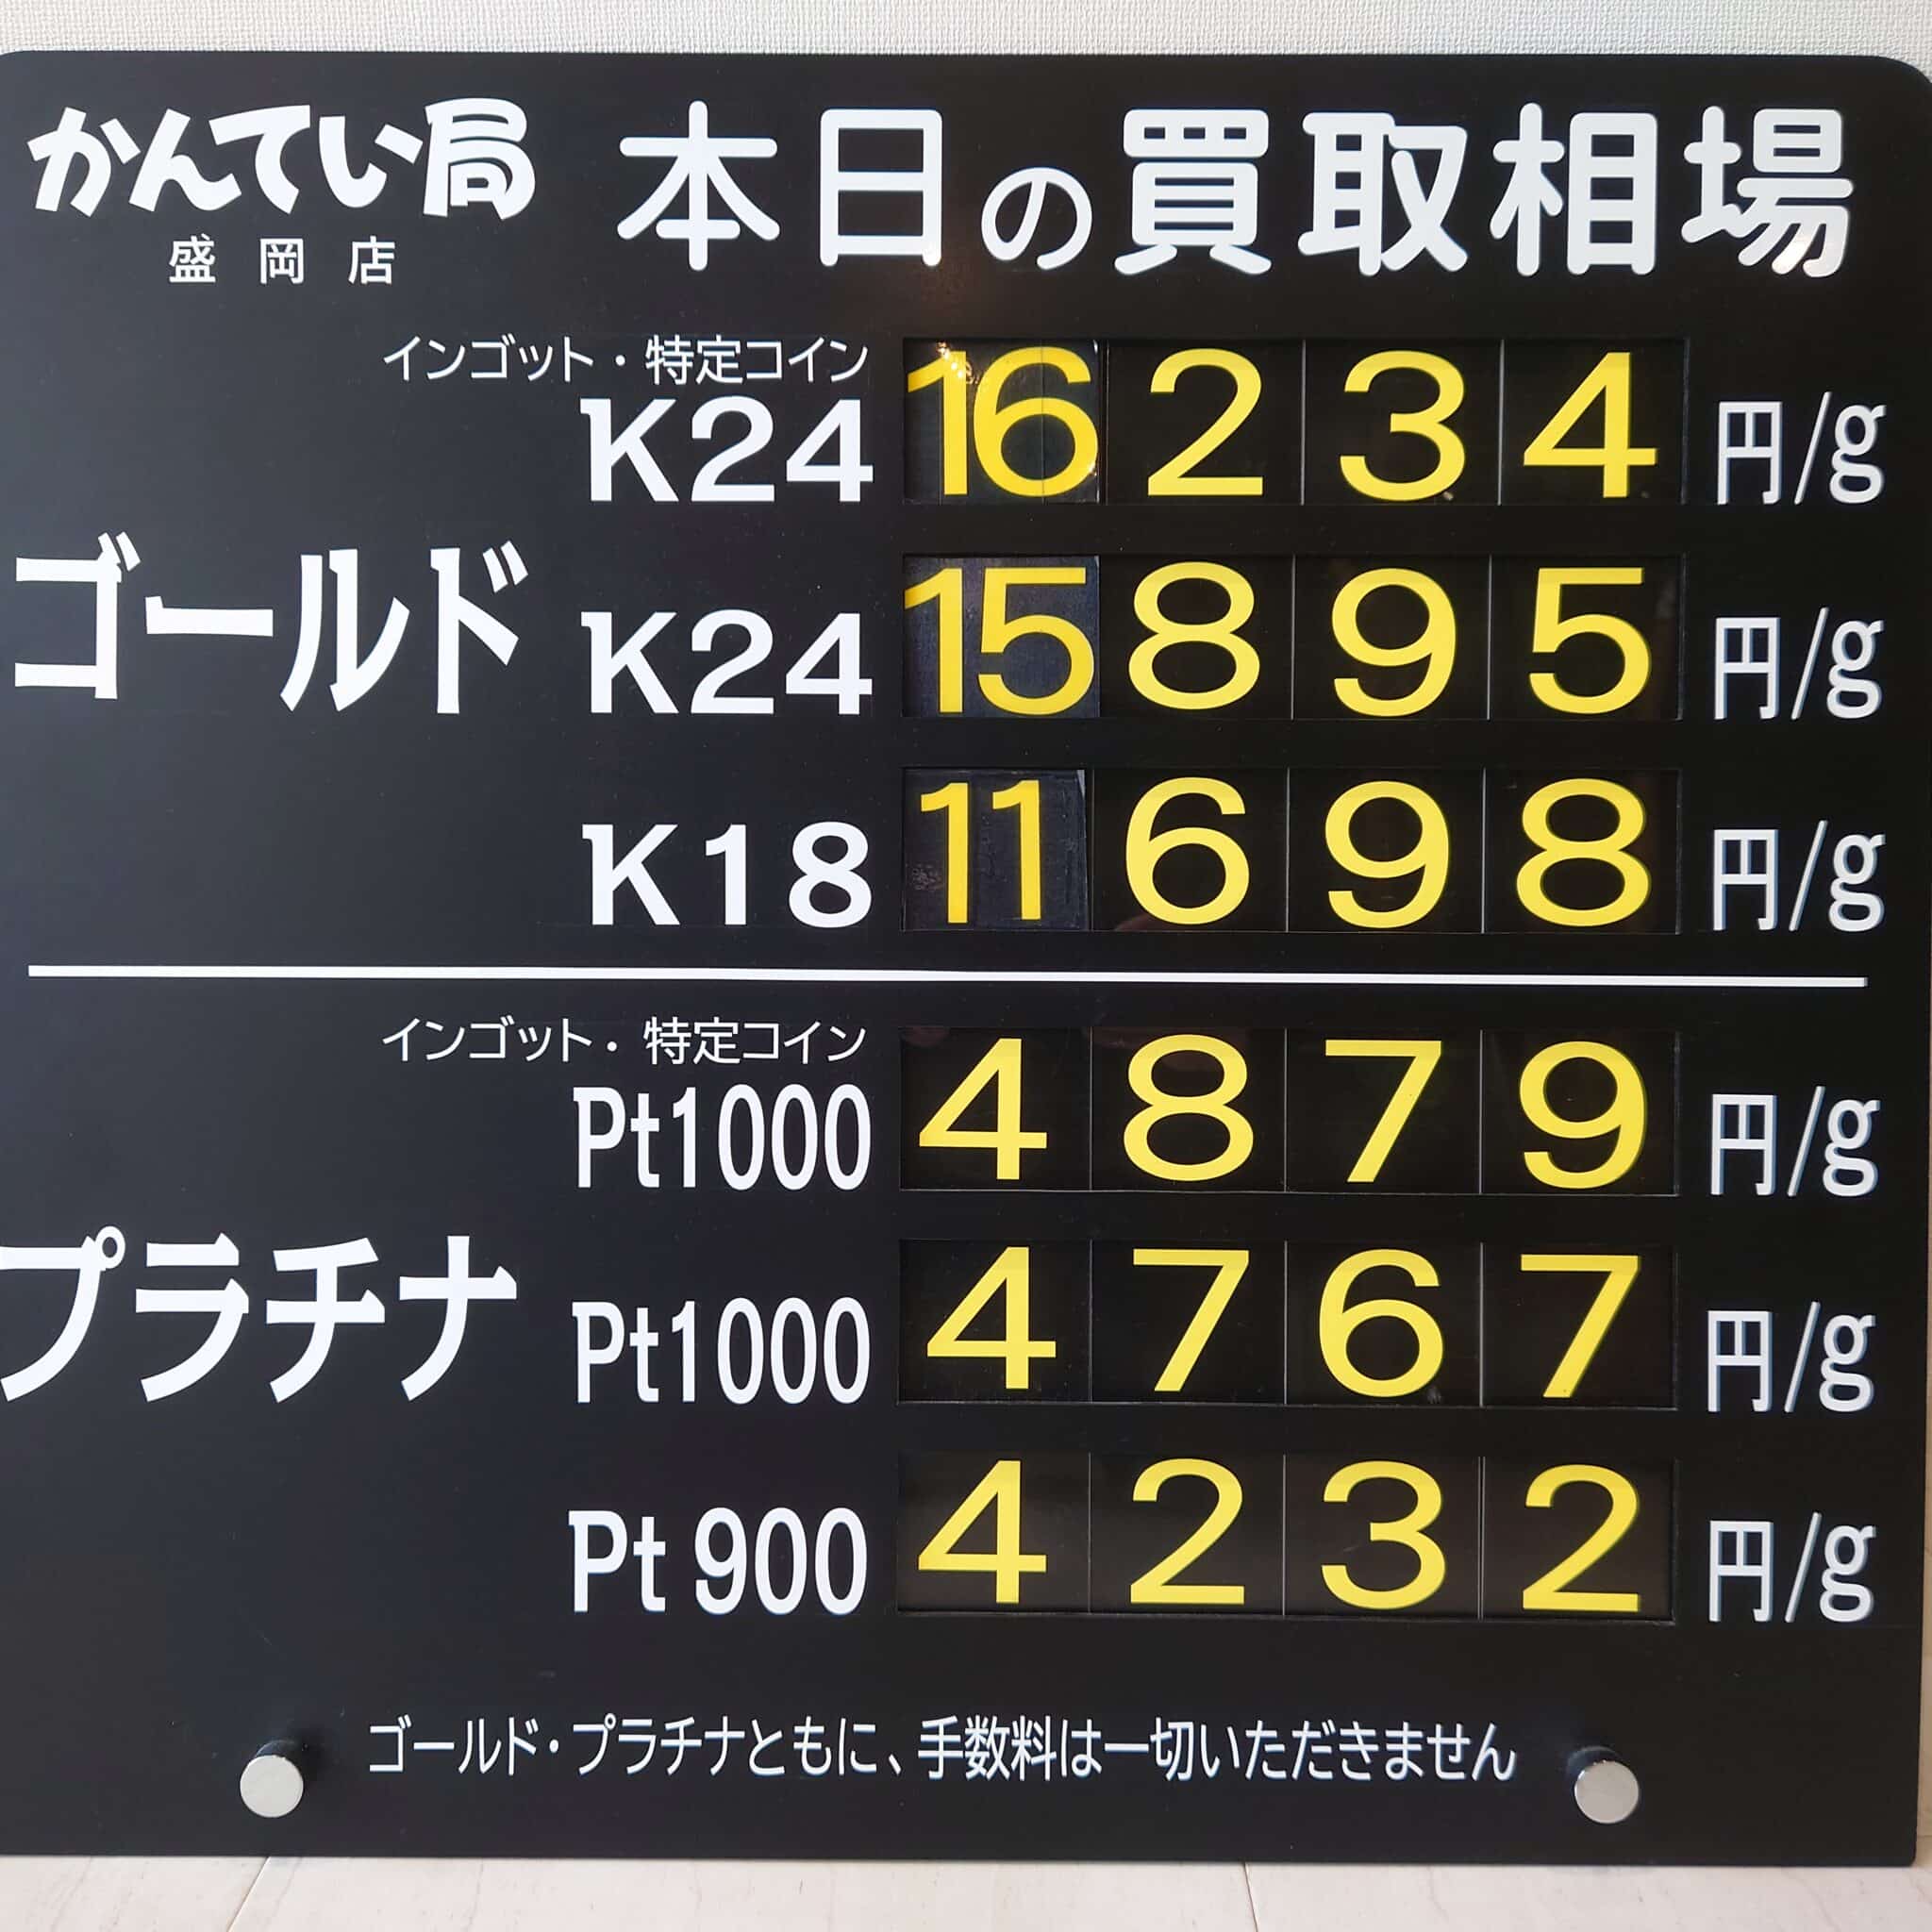 かんてい局 本日の買取相場
盛岡店
インゴット・特定コイン
K24 16234 円/g
ゴールド K24 15895 円/g
K18 11698 円/g
インゴット・特定コイン
Pt1000 4879 円/g
プラチナ Pt1000 4767 円/g
Pt900 4232 円/g
ゴールド・プラチナともに、手数料は一切いただきません